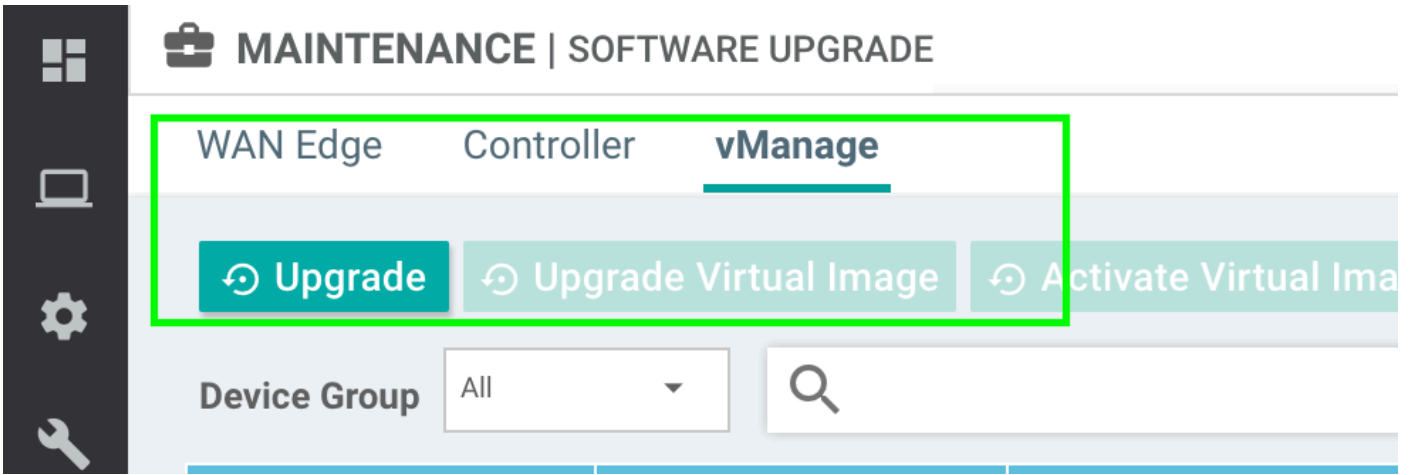 MAINTENANCE | SOFTWARE UPGRADE
WAN Edge Controller vManage
Upgrade Upgrade Virtual Image Activate Virtual Ima
Device Group All